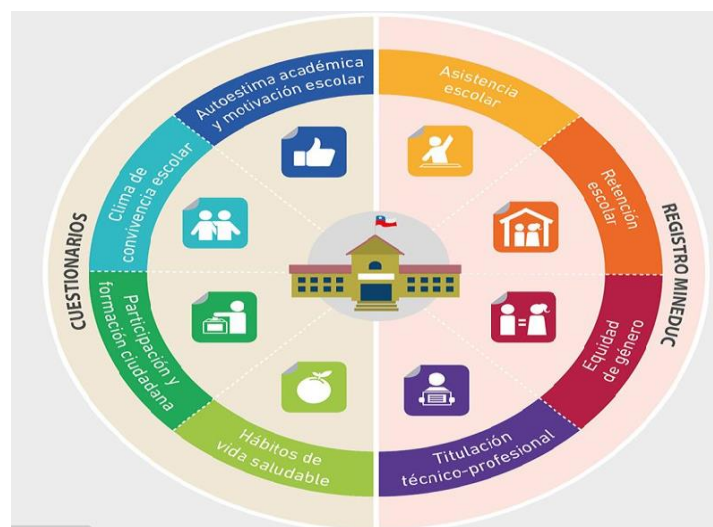 CUESTIONARIOS
Autoestima académica
y motivación escolar
Clima de
convivencia escolar
Participación y
formación ciudadana
Hábitos de
vida saludable
Asistencia
escolar
Retención
escolar
Equidad
de género
Titulación
técnico-profesional
REGISTRO MINEDUC